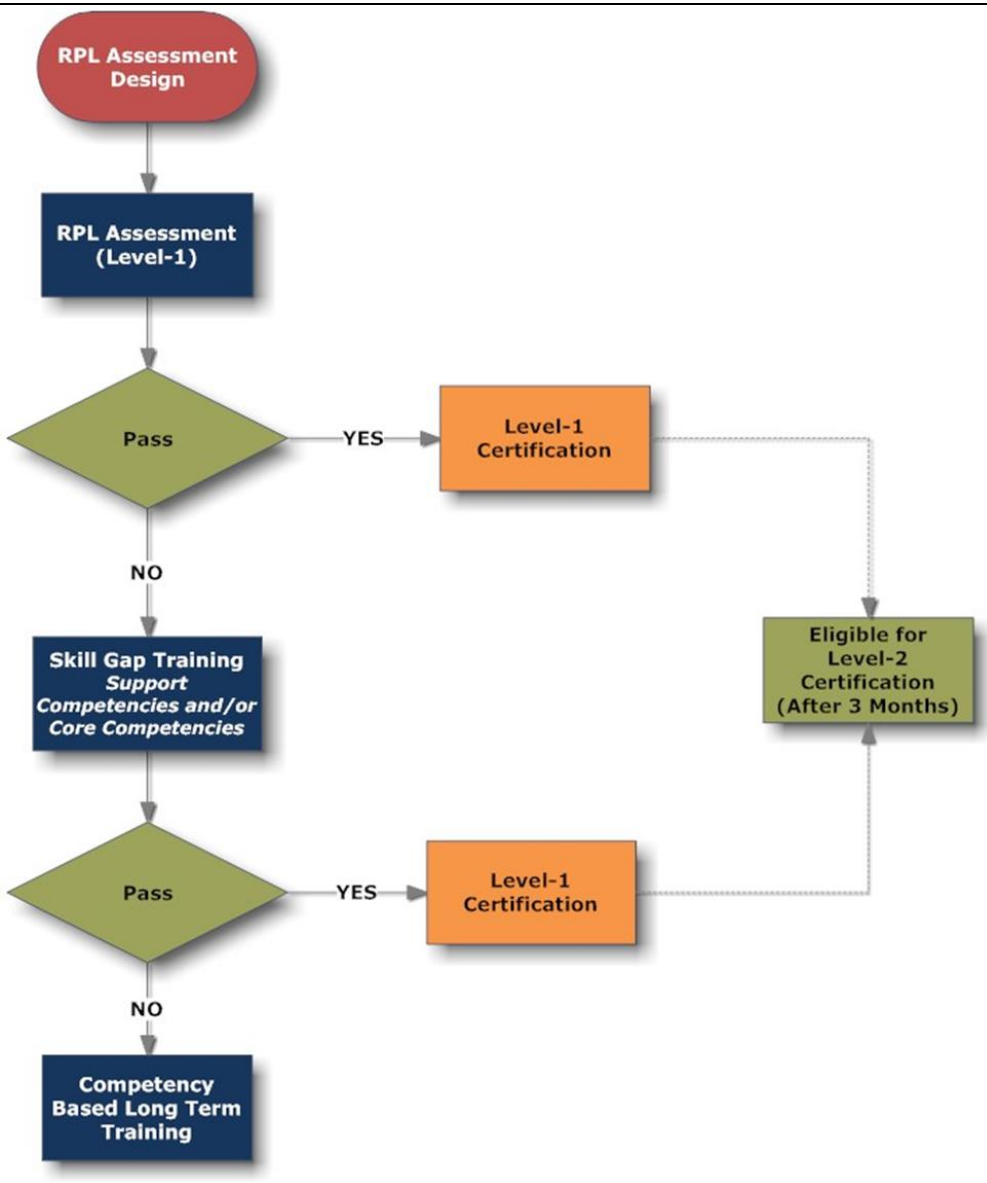 RPL Assessment
Design
RPL Assessment
(Level-1)
Pass
YES
Level-1
Certification
NO
Skill Gap Training
Support
Competencies and/or
Core Competencies
Eligible for
Level-2
Certification
(After 3 Months)
Pass
YES
Level-1
Certification
NO
Competency
Based Long Term
Training